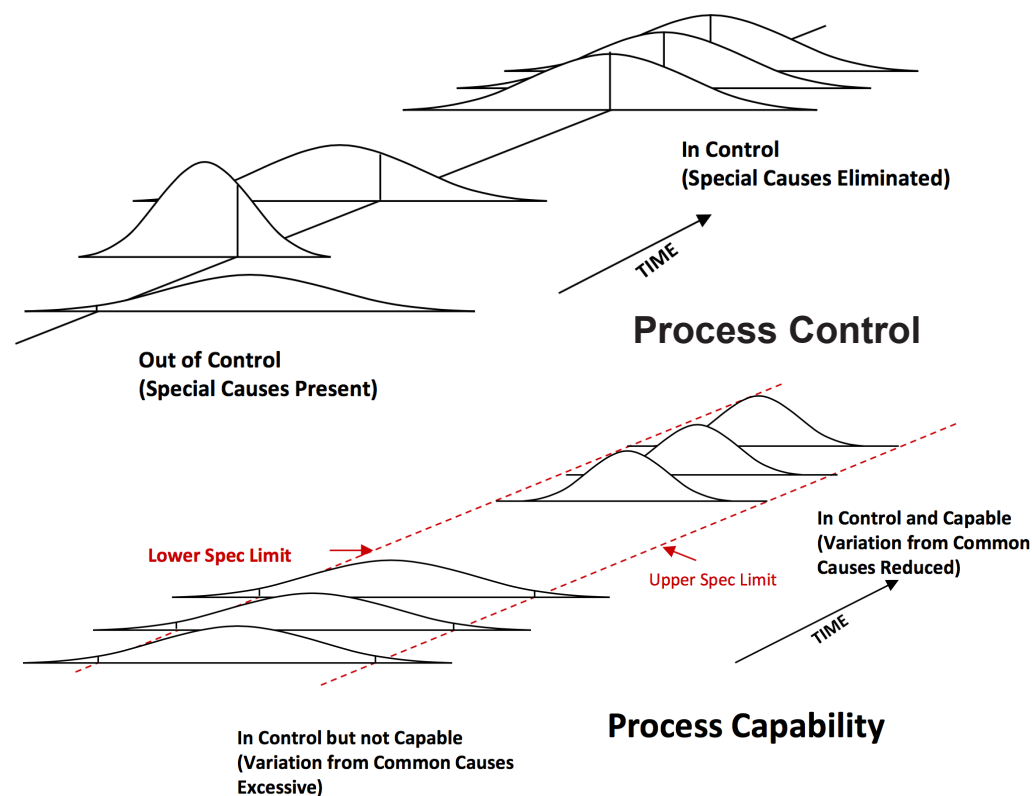 In Control
(Special Causes Eliminated)
TIME
Process Control
Out of Control
(Special Causes Present)
Lower Spec Limit
Upper Spec Limit
In Control and Capable
(Variation from Common
Causes Reduced)
TIME
Process Capability
In Control but not Capable
(Variation from Common Causes
Excessive)